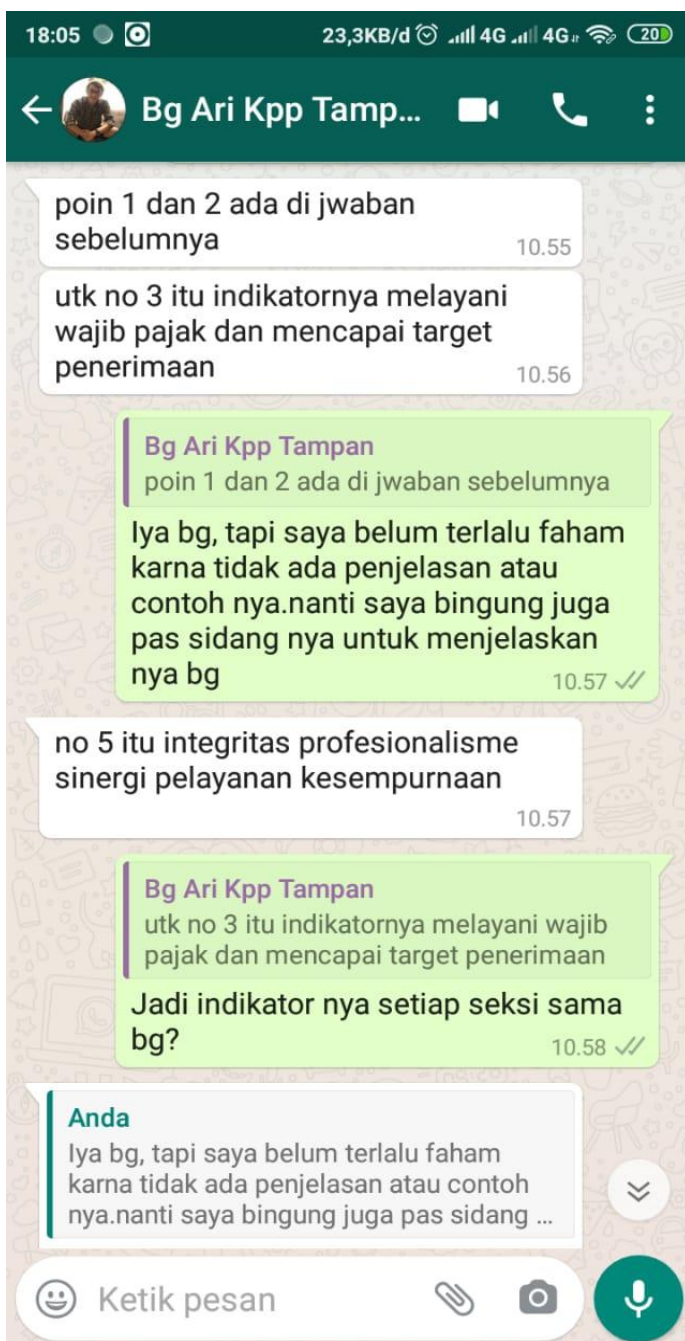 18:05 23,3KB/d 4G 4G 20
Bg Ari Kpp Tamp...
poin 1 dan 2 ada di jwaban
sebelumnya
10.55
utk no 3 itu indikatornya melayani
wajib pajak dan mencapai target
penerimaan
10.56
Bg Ari Kpp Tampan
poin 1 dan 2 ada di jwaban sebelumnya
Iya bg, tapi saya belum terlalu faham
karna tidak ada penjelasan atau
contoh nya.nanti saya bingung juga
pas sidang nya untuk menjelaskan
nya bg
10.57
no 5 itu integritas profesionalisme
sinergi pelayanan kesempurnaan
10.57
Bg Ari Kpp Tampan
utk no 3 itu indikatornya melayani wajib
pajak dan mencapai target penerimaan
Jadi indikator nya setiap seksi sama
bg?
10.58
Anda
Iya bg, tapi saya belum terlalu faham
karna tidak ada penjelasan atau contoh
nya.nanti saya bingung juga pas sidang ...
Ketik pesan